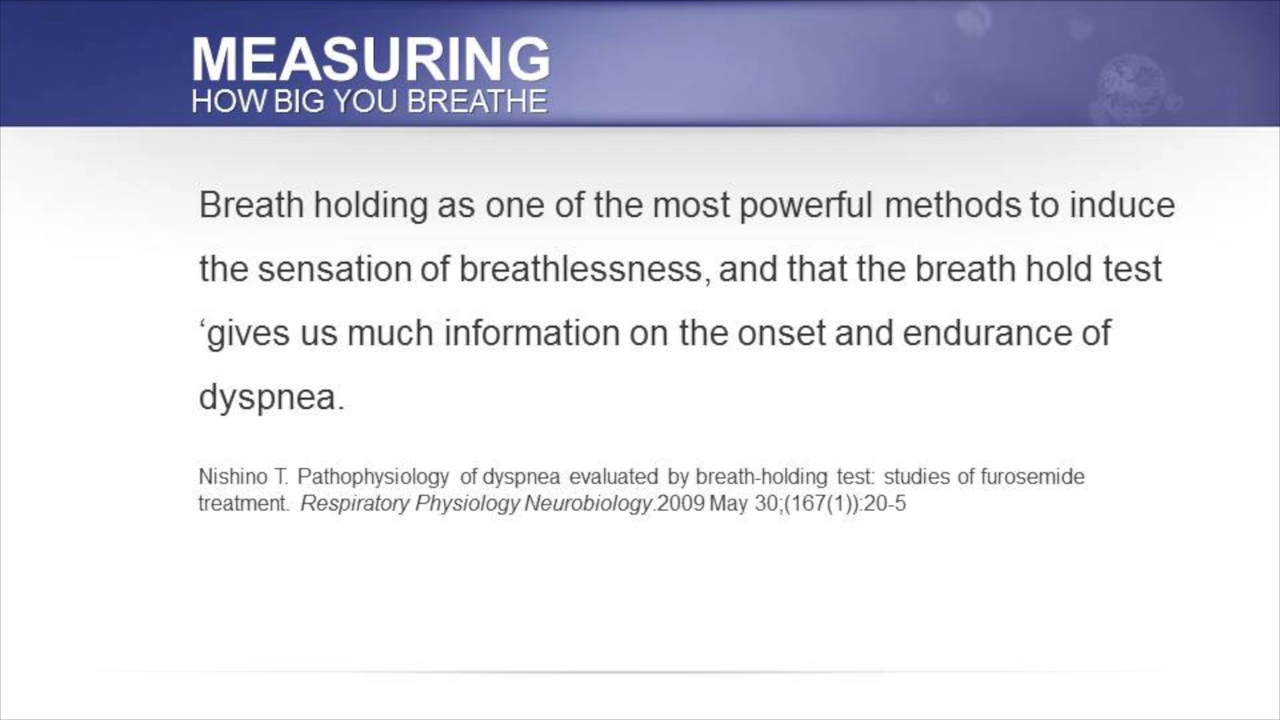 MEASURING
HOW BIG YOU BREATHE
Breath holding as one of the most powerful methods to induce
the sensation of breathlessness, and that the breath hold test
‘gives us much information on the onset and endurance of
dyspnea.
Nishino T. Pathophysiology of dyspnea evaluated by breath-holding test: studies of furosemide
treatment. Respiratory Physiology Neurobiology.2009 May 30;(167(1)):20-5